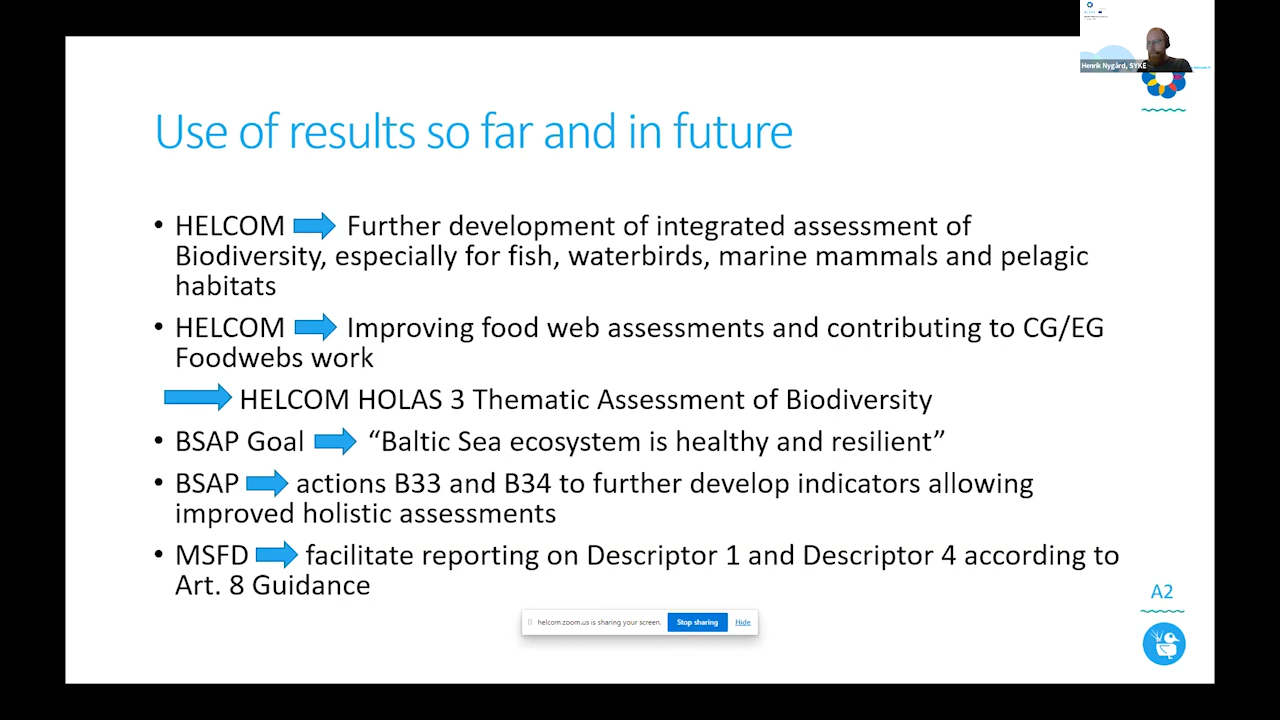 Henrik Nygård, SYKE
Use of results so far and in future
• HELCOM Further development of integrated assessment of
Biodiversity, especially for fish, waterbirds, marine mammals and pelagic
habitats
• HELCOM Improving food web assessments and contributing to CG/EG
Foodwebs work
HELCOM HOLAS 3 Thematic Assessment of Biodiversity
• BSAP Goal “Baltic Sea ecosystem is healthy and resilient”
• BSAP actions B33 and B34 to further develop indicators allowing
improved holistic assessments
• MSFD facilitate reporting on Descriptor 1 and Descriptor 4 according to
Art. 8 Guidance
A2
helcom.zoom.us is sharing your screen. Stop sharing Hide